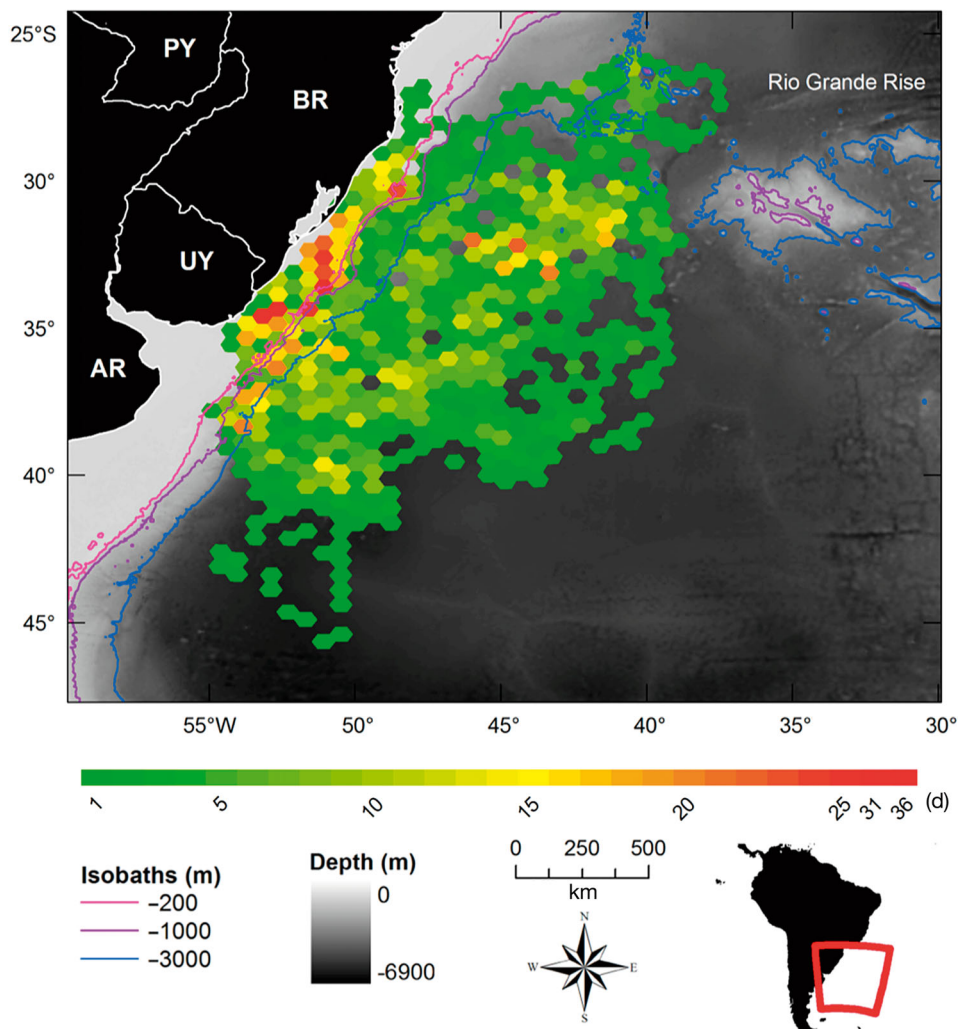 25°S
PY
BR
Rio Grande Rise
30°
UY
35°
AR
40°
45°
55°W 50° 45° 40° 35° 30°
1 5 10 15 20 25 31 36 (d)
Isobaths (m)
–200
–1000
–3000
Depth (m)
0
-6900
0 250 500
km
N
W E
S